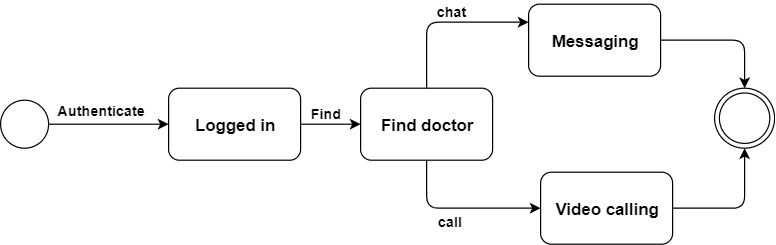 Authenticate
Logged in
Find
Find doctor
chat
Messaging
call
Video calling